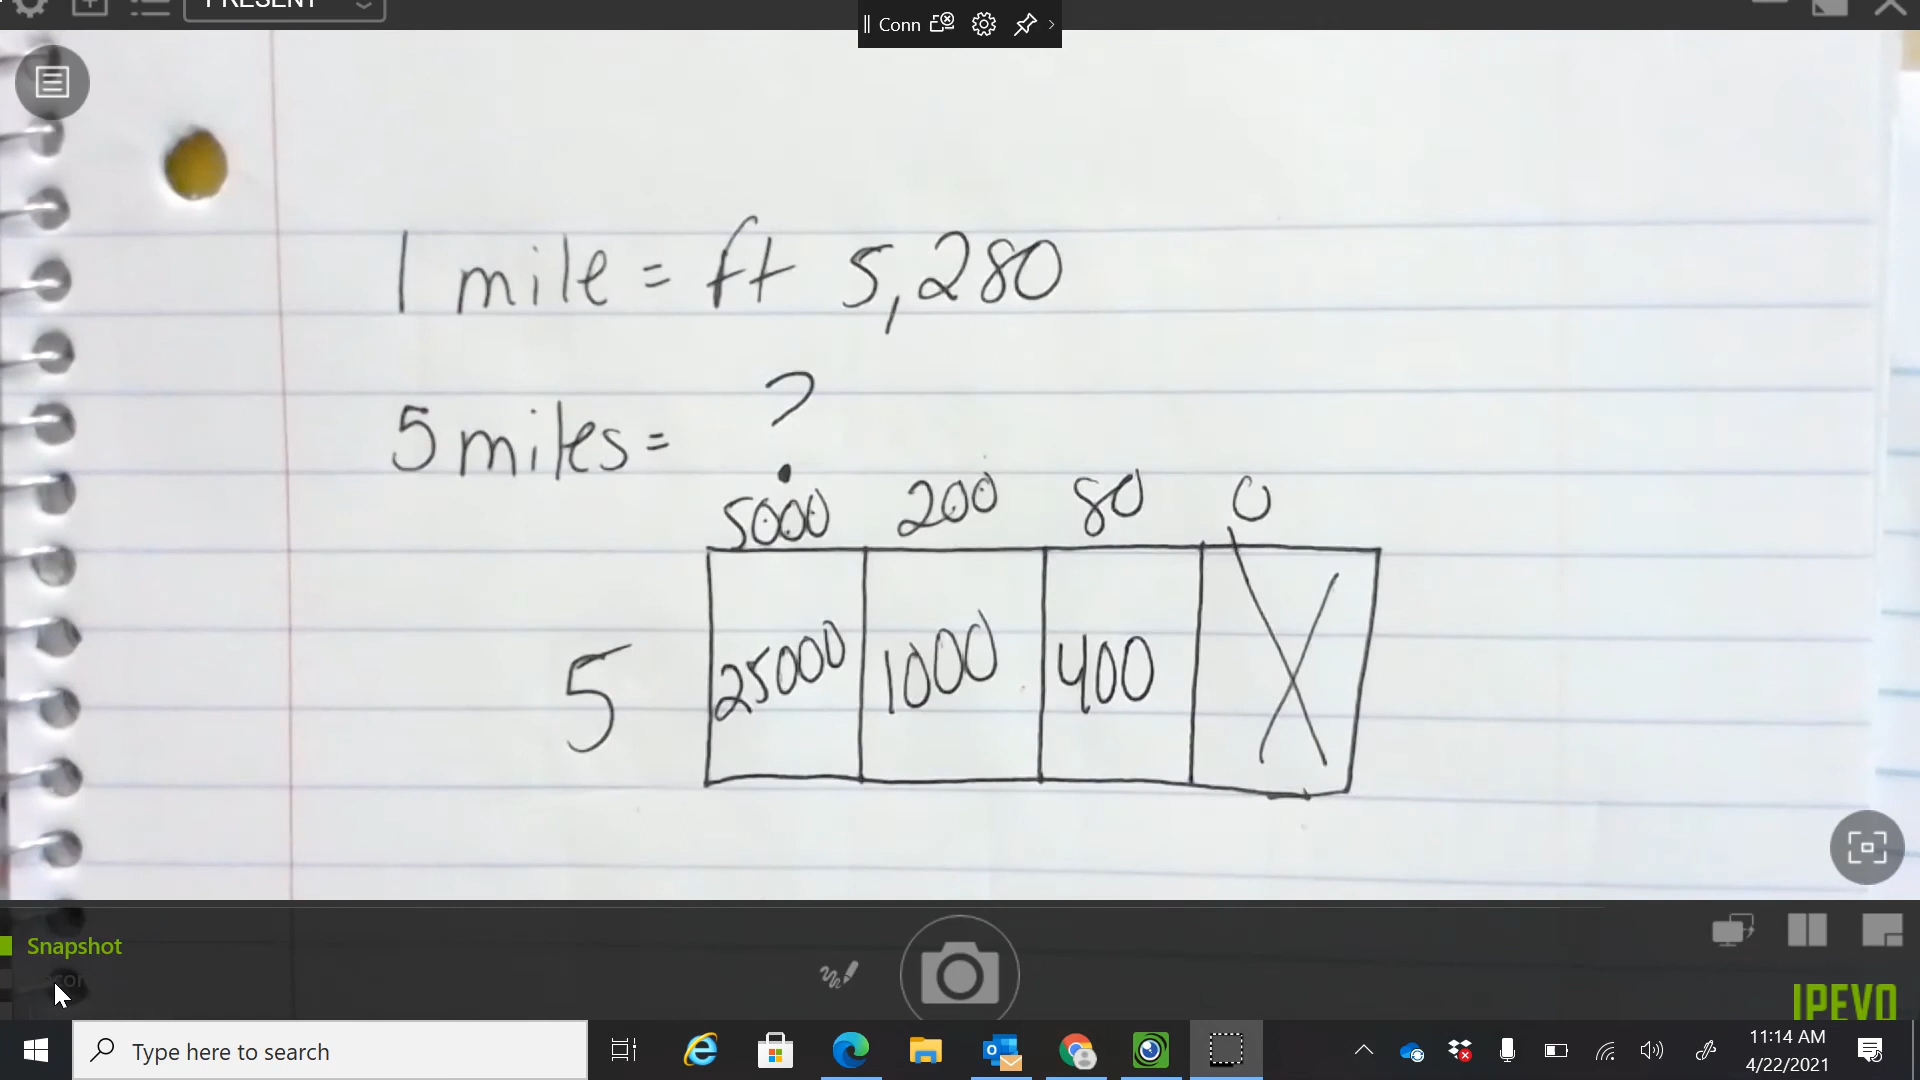 PRESENT
Conn
1 mile = ft 5,280
5 miles = ?
5000 200 80 0
5 25000 1000 400 X
Snapshot
IPEVO
Type here to search
11:14 AM
4/22/2021